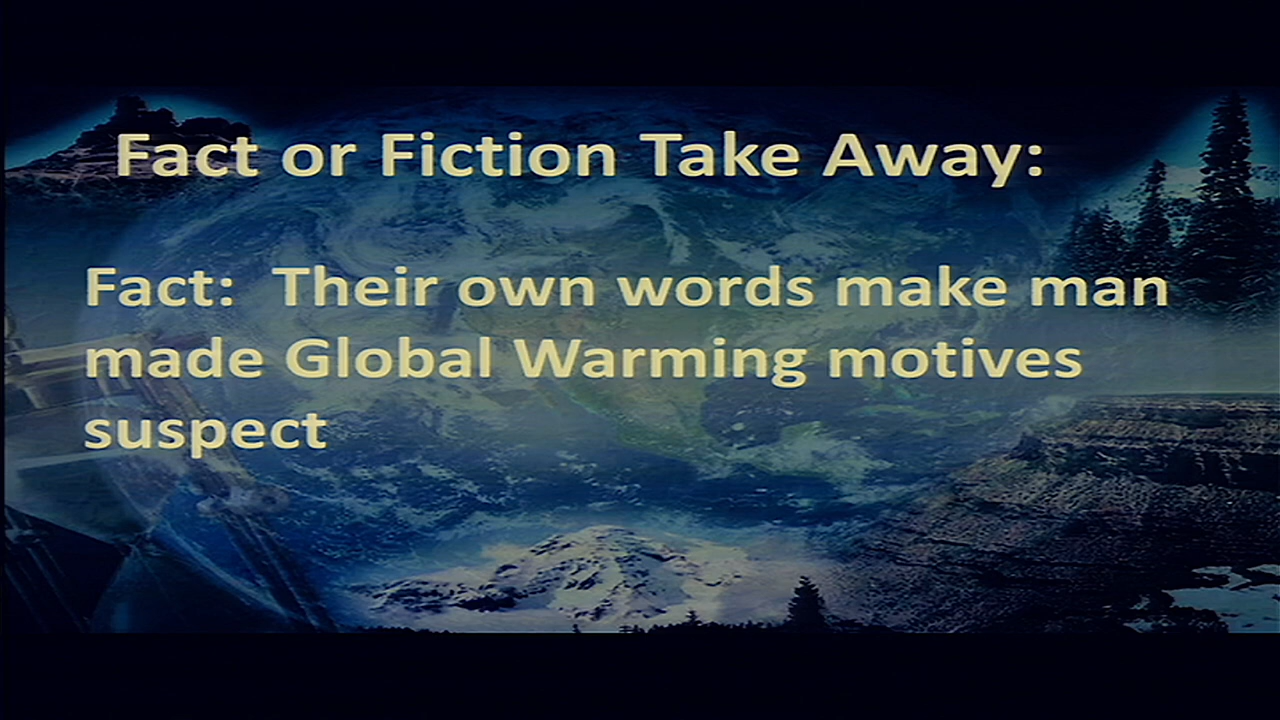 Fact or Fiction Take Away:
Fact: Their own words make man
made Global Warming motives
suspect